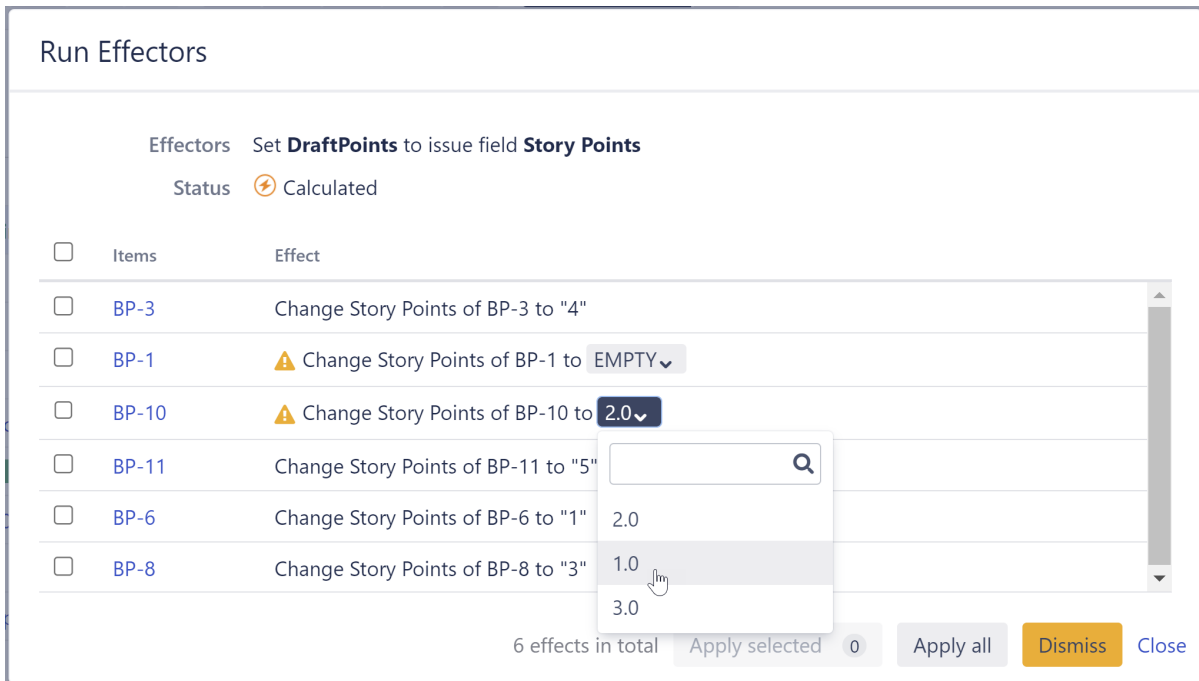 Run Effectors
Effectors Set DraftPoints to issue field Story Points
Status Calculated
Items Effect
BP-3 Change Story Points of BP-3 to "4"
BP-1 Change Story Points of BP-1 to EMPTY
BP-10 Change Story Points of BP-10 to 2.0
BP-11 Change Story Points of BP-11 to "5"
BP-6 Change Story Points of BP-6 to "1"
2.0
BP-8 Change Story Points of BP-8 to "3"
1.0
3.0
6 effects in total Apply selected 0 Apply all Dismiss Close